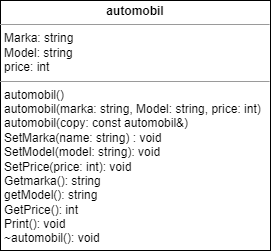 automobil
Marka: string
Model: string
price: int
automobil()
automobil(marka: string, Model: string, price: int)
automobil(copy: const automobil&)
SetMarka(name: string) : void
SetModel(model: string): void
SetPrice(price: int): void
Getmarka(): string
getModel(): string
GetPrice(): int
Print(): void
~automobil(): void